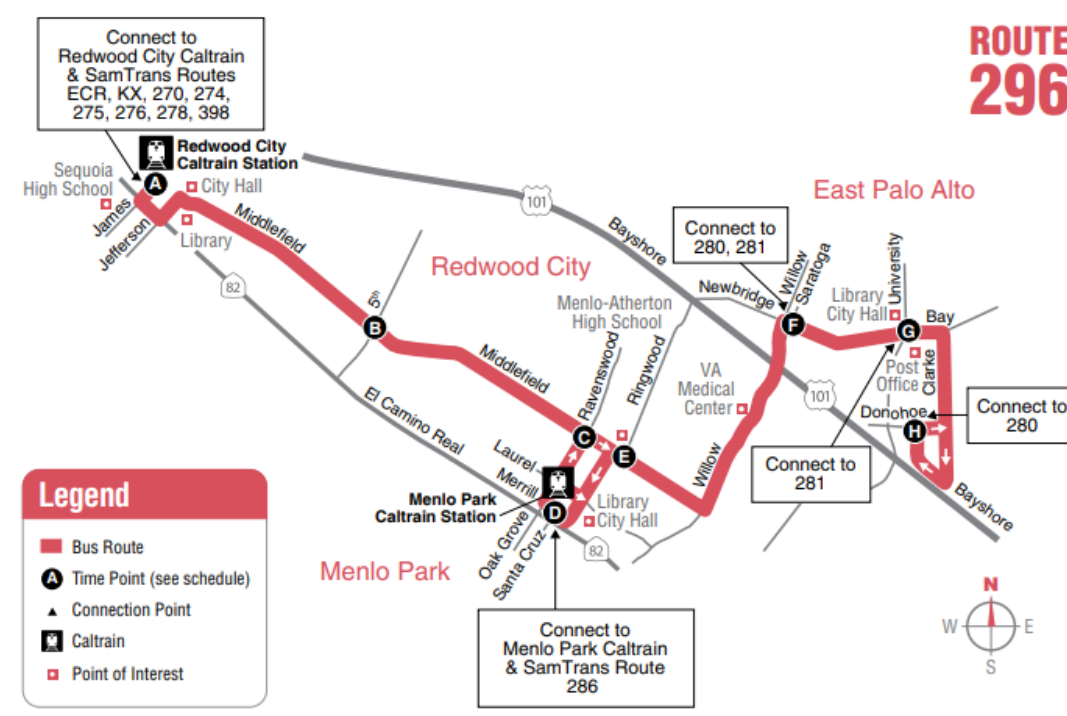 Connect to
Redwood City Caltrain
& SamTrans Routes
ECR, KX, 270, 274,
275, 276, 278, 398
ROUTE
296
Redwood City
Caltrain Station
Sequoia
High School
A
City Hall
James
Jefferson
Library
Middlefield
82
101
Bayshore
East Palo Alto
Connect to
280, 281
Redwood City
5th
B
Newbridge
Willow
Saratoga
F
Library
City Hall
University
G
Bay
Menlo-Atherton
High School
Middlefield
Ravenswood
Ringwood
VA
Medical
Center
101
Post
Office
Clarke
El Camino Real
C
E
Donohoe
H
Connect to
280
Laurel
Merrill
Willow
Connect to
281
Bayshore
Menlo Park
Caltrain Station
D
Library
City Hall
Oak Grove
Santa Cruz
82
Menlo Park
Connect to
Menlo Park Caltrain
& SamTrans Route
286
Legend
Bus Route
A Time Point (see schedule)
Connection Point
Caltrain
Point of Interest
N
W E
S